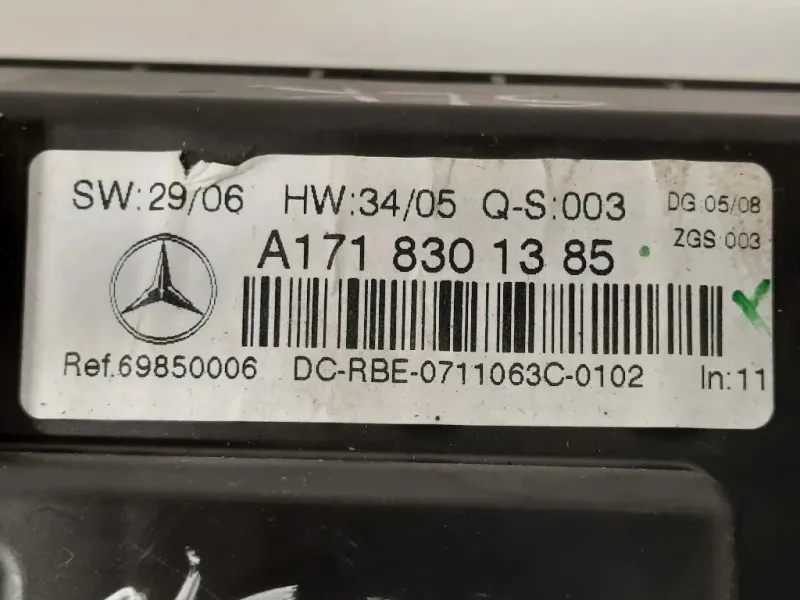 SW:29/06 HW:34/05 Q-S:003 DG:05/08
ZGS:003
A171 830 13 85
Ref.69850006 DC-RBE-0711063C-0102 In:11